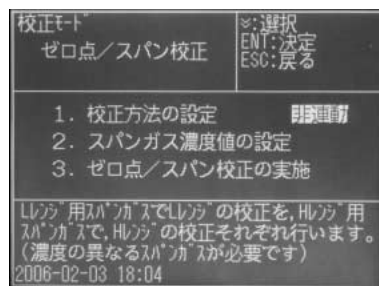 校正ﾓｰﾄﾞ
ゼロ点／スパン校正
≫:選択
ENT:決定
ESC:戻る
1. 校正方法の設定 非連動
2. スパンガス濃度値の設定
3. ゼロ点／スパン校正の実施
Lﾚﾝｼﾞ用ｽﾊﾟﾝｶﾞｽでLﾚﾝｼﾞの校正を,Hﾚﾝｼﾞ用
ｽﾊﾟﾝｶﾞｽで,Hﾚﾝｼﾞの校正それぞれ行います。
(濃度の異なるｽﾊﾟﾝｶﾞｽが必要です)
2006-02-03 18:04